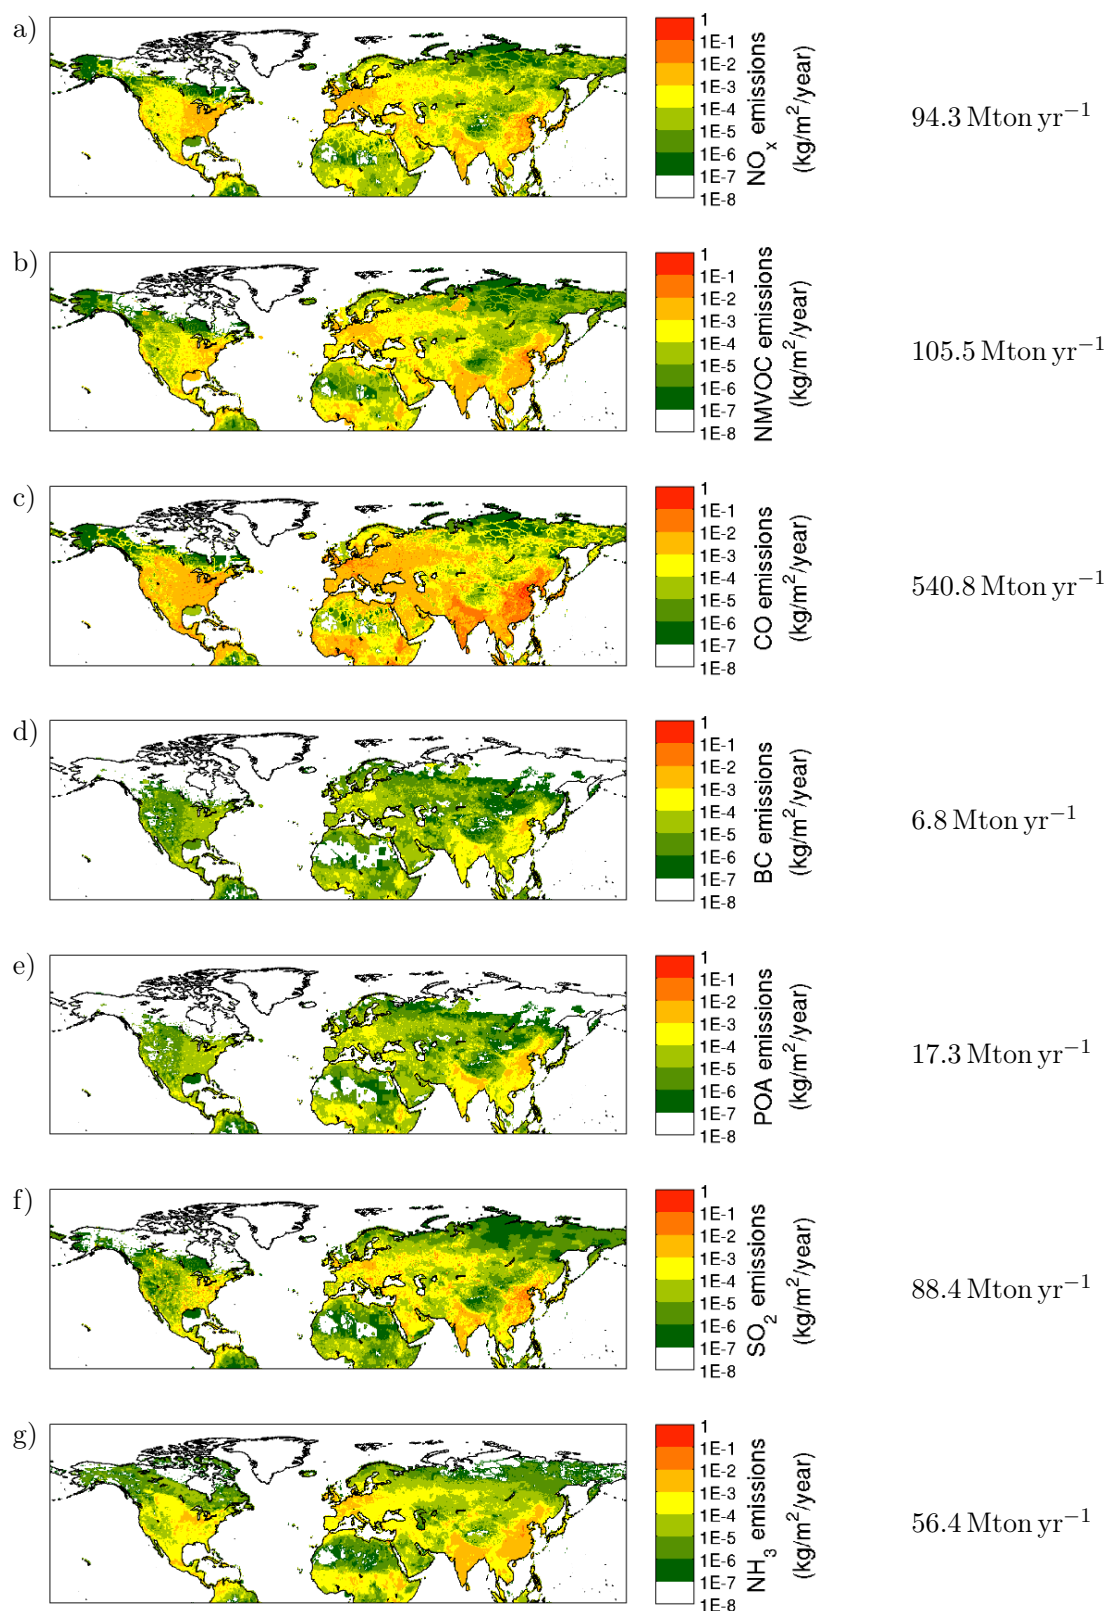 a)
1
1E-1
1E-2
1E-3
1E-4
1E-5
1E-6
1E-7
1E-8
NOx emissions
(kg/m²/year)
94.3 Mton yr⁻¹
b)
1
1E-1
1E-2
1E-3
1E-4
1E-5
1E-6
1E-7
1E-8
NMVOC emissions
(kg/m²/year)
105.5 Mton yr⁻¹
c)
1
1E-1
1E-2
1E-3
1E-4
1E-5
1E-6
1E-7
1E-8
CO emissions
(kg/m²/year)
540.8 Mton yr⁻¹
d)
1
1E-1
1E-2
1E-3
1E-4
1E-5
1E-6
1E-7
1E-8
BC emissions
(kg/m²/year)
6.8 Mton yr⁻¹
e)
1
1E-1
1E-2
1E-3
1E-4
1E-5
1E-6
1E-7
1E-8
POA emissions
(kg/m²/year)
17.3 Mton yr⁻¹
f)
1
1E-1
1E-2
1E-3
1E-4
1E-5
1E-6
1E-7
1E-8
SO₂ emissions
(kg/m²/year)
88.4 Mton yr⁻¹
g)
1
1E-1
1E-2
1E-3
1E-4
1E-5
1E-6
1E-7
1E-8
NH₃ emissions
(kg/m²/year)
56.4 Mton yr⁻¹